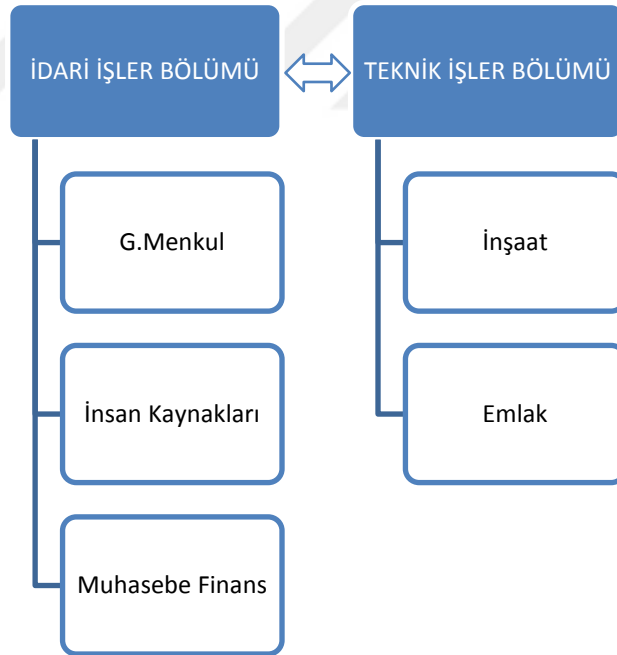 İDARİ İŞLER BÖLÜMÜ
TEKNİK İŞLER BÖLÜMÜ
G.Menkul
İnşaat
İnsan Kaynakları
Emlak
Muhasebe Finans